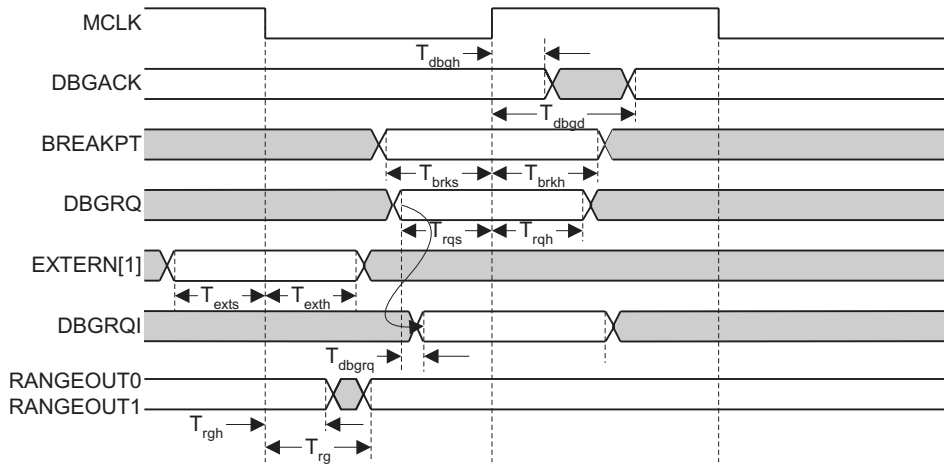 MCLK
Tdbgh
DBGACK
Tdbgd
BREAKPT
Tbrks
Tbrkh
DBGRQ
Trqs
Trqh
EXTERN[1]
Texts
Texth
DBGRQI
Tdbgrq
RANGEOUT0
RANGEOUT1
Trgh
Trg